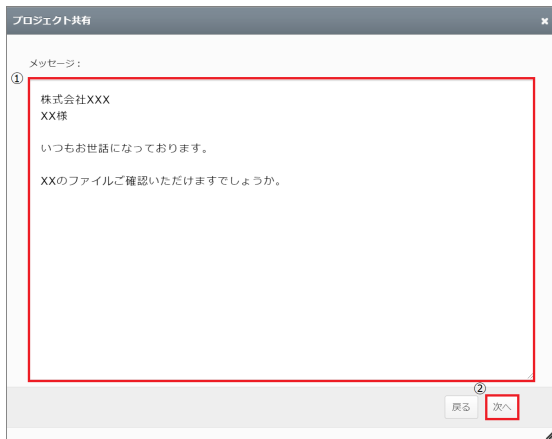 プロジェクト共有
×
メッセージ：
①
株式会社XXX
XX様
いつもお世話になっております。
XXのファイルご確認いただけますでしょうか。
②
戻る
次へ